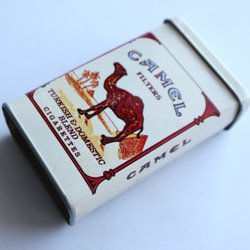 CAMEL
FILTERS
TURKISH & DOMESTIC
BLEND
CIGARETTES
CAMEL